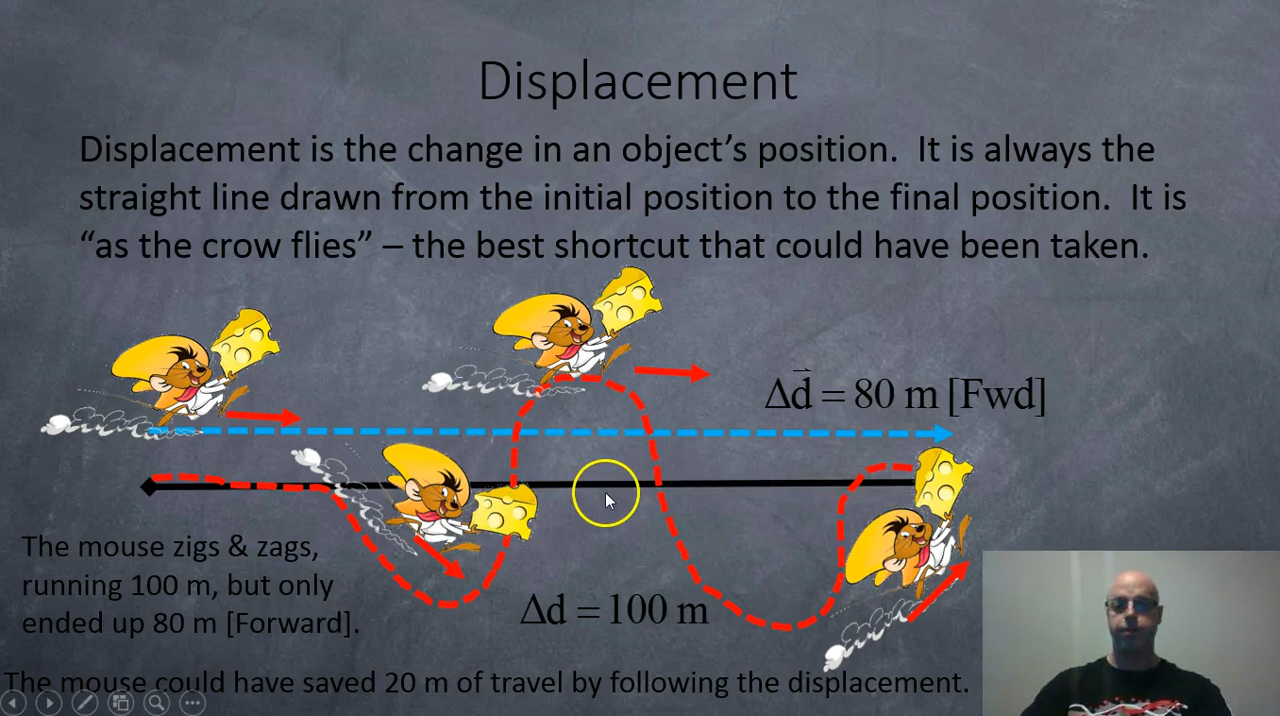 Displacement
Displacement is the change in an object’s position.  It is always the
straight line drawn from the initial position to the final position.  It is
“as the crow flies” – the best shortcut that could have been taken.
Δd⃗ = 80 m [Fwd]
The mouse zigs & zags,
running 100 m, but only
ended up 80 m [Forward].
Δd = 100 m
The mouse could have saved 20 m of travel by following the displacement.